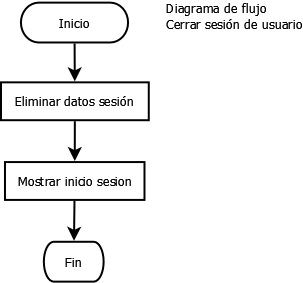 Inicio
Diagrama de flujo
Cerrar sesión de usuario
Eliminar datos sesión
Mostrar inicio sesion
Fin